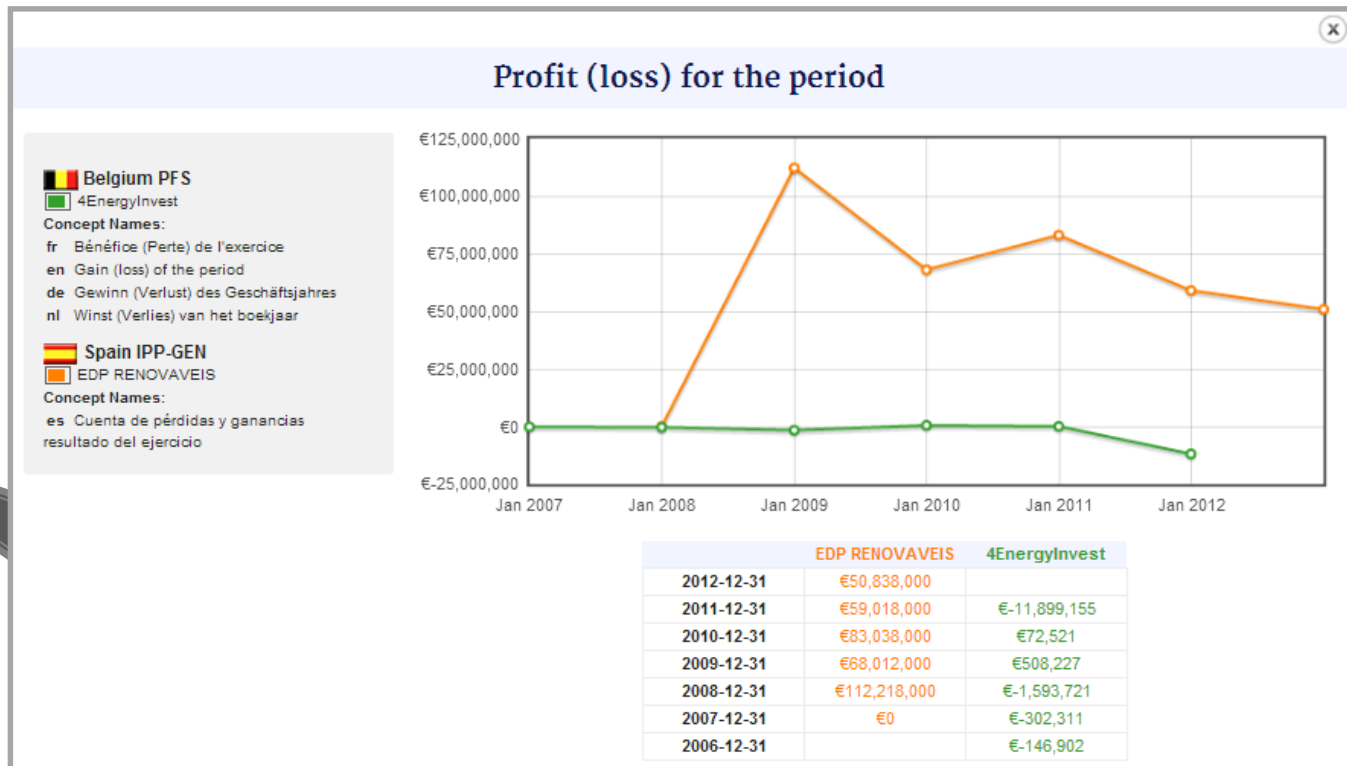 x
Profit (loss) for the period
Belgium PFS
4EnergyInvest
Concept Names:
fr Bénéfice (Perte) de l'exercice
en Gain (loss) of the period
de Gewinn (Verlust) des Geschäftsjahres
nl Winst (Verlies) van het boekjaar
Spain IPP-GEN
EDP RENOVAVEIS
Concept Names:
es Cuenta de pérdidas y ganancias
resultado del ejercicio
€125,000,000
€100,000,000
€75,000,000
€50,000,000
€25,000,000
€0
€-25,000,000
Jan 2007 Jan 2008 Jan 2009 Jan 2010 Jan 2011 Jan 2012
EDP RENOVAVEIS 4EnergyInvest
2012-12-31 €50,838,000
2011-12-31 €59,018,000 €-11,899,155
2010-12-31 €83,038,000 €72,521
2009-12-31 €68,012,000 €508,227
2008-12-31 €112,218,000 €-1,593,721
2007-12-31 €0 €-302,311
2006-12-31 €-146,902